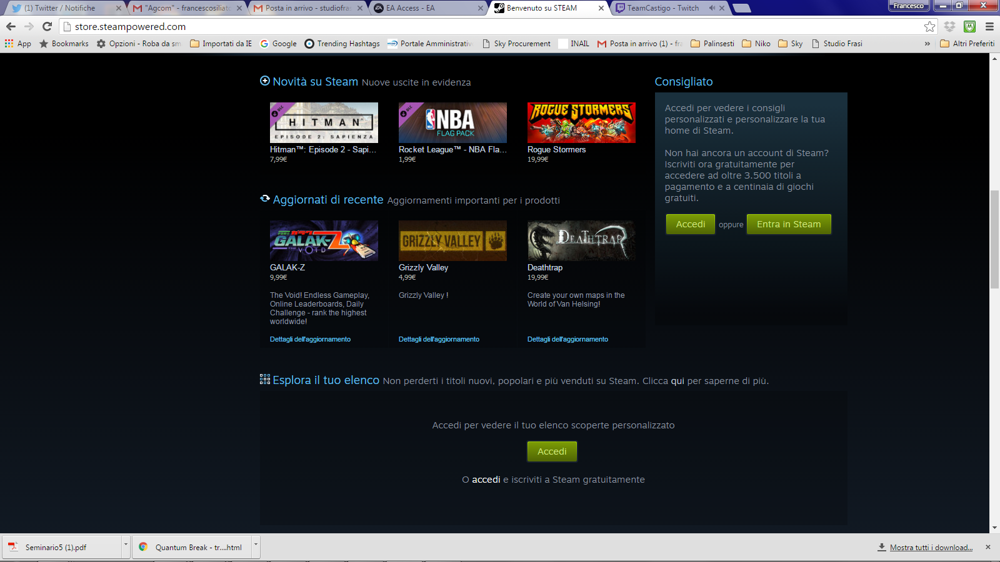 (1) Twitter / Notifiche
"Agcom" - francescosiliate
Posta in arrivo - studiofras
EA Access - EA
Benvenuto su STEAM
TeamCastigo - Twitch
Francesco
store.steampowered.com
App
Bookmarks
Opzioni - Roba da sm
Importati da IE
Google
Trending Hashtags
Portale Amministrativ
Sky Procurement
INAIL
Posta in arrivo (1) - fra
Palinsesti
Niko
Sky
Studio Frasi
»
Altri Preferiti
Novità su Steam Nuove uscite in evidenza
HITMAN
EPISODE 2: SAPIENZA
Hitman™: Episode 2 - Sapi...
7,99€
NBA
FLAG PACK
Rocket League™ - NBA Fla...
1,99€
ROGUE STORMERS
Rogue Stormers
19,99€
Consigliato
Accedi per vedere i consigli
personalizzati e personalizzare la tua
home di Steam.
Non hai ancora un account di Steam?
Iscriviti ora gratuitamente per
accedere ad oltre 3.500 titoli a
pagamento e a centinaia di giochi
gratuiti.
Accedi oppure Entra in Steam
Aggiornati di recente Aggiornamenti importanti per i prodotti
GALAK-Z
THE VOID
GALAK-Z
9,99€
The Void! Endless Gameplay,
Online Leaderboards, Daily
Challenge - rank the highest
worldwide!
Dettagli dell'aggiornamento
GRIZZLY VALLEY
Grizzly Valley
4,99€
Grizzly Valley !
Dettagli dell'aggiornamento
DEATHTRAP
Deathtrap
19,99€
Create your own maps in the
World of Van Helsing!
Dettagli dell'aggiornamento
Esplora il tuo elenco Non perderti i titoli nuovi, popolari e più venduti su Steam. Clicca qui per saperne di più.
Accedi per vedere il tuo elenco scoperte personalizzato
Accedi
O accedi e iscriviti a Steam gratuitamente
Seminario5 (1).pdf
Quantum Break - tr....html
Mostra tutti i download...